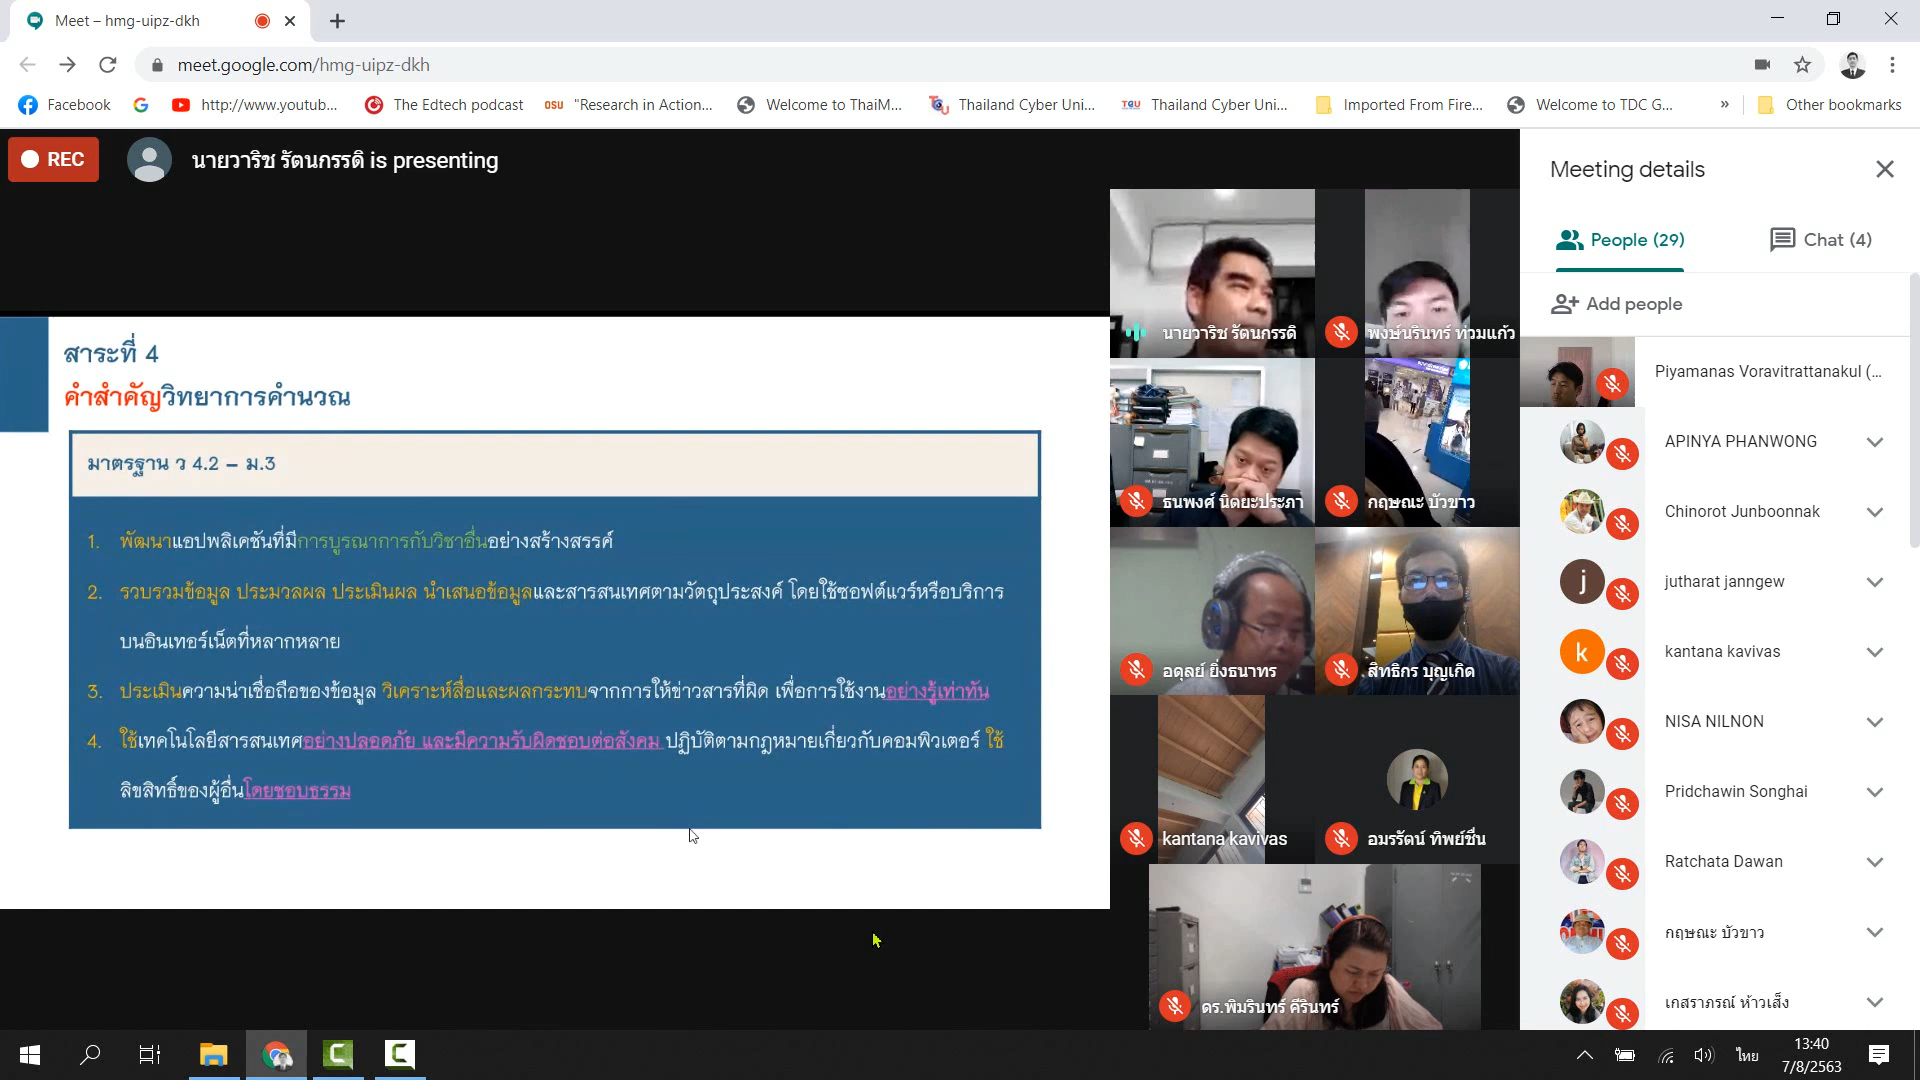 Meet – hmg-uipz-dkh
meet.google.com/hmg-uipz-dkh
Facebook
http://www.youtub...
The Edtech podcast
OSU
"Research in Action...
Welcome to ThaiM...
Thailand Cyber Uni...
TCU
Thailand Cyber Uni...
Imported From Fire...
Welcome to TDC G...
»
Other bookmarks
REC
นายวาริช รัตนกรรดิ is presenting
สาระที่ 4
คำสำคัญวิทยาการคำนวณ
มาตรฐาน ว 4.2 – ม.3
1. พัฒนาแอปพลิเคชันที่มีการบูรณาการกับวิชาอื่นอย่างสร้างสรรค์
2. รวบรวมข้อมูล ประมวลผล ประเมินผล นำเสนอข้อมูลและสารสนเทศตามวัตถุประสงค์ โดยใช้ซอฟต์แวร์หรือบริการ
บนอินเทอร์เน็ตที่หลากหลาย
3. ประเมินความน่าเชื่อถือของข้อมูล วิเคราะห์สื่อและผลกระทบจากการให้ข่าวสารที่ผิด เพื่อการใช้งานอย่างรู้เท่าทัน
4. ใช้เทคโนโลยีสารสนเทศอย่างปลอดภัย และมีความรับผิดชอบต่อสังคม ปฏิบัติตามกฎหมายเกี่ยวกับคอมพิวเตอร์ ใช้
ลิขสิทธิ์ของผู้อื่นโดยชอบธรรม
นายวาริช รัตนกรรดิ
พงษ์นรินทร์ ท่วมแก้ว
ธนพงศ์ นิตยะประภา
กฤษณะ บัวขาว
อดุลย์ ยิ่งธนาทร
สิทธิกร บุญเกิด
kantana kavivas
อมรรัตน์ ทิพย์ชื่น
ดร.พิมรินทร์ คีรินทร์
Meeting details
People (29)
Chat (4)
Add people
Piyamanas Voravitrattanakul (...
APINYA PHANWONG
Chinorot Junboonnak
j
jutharat janngew
k
kantana kavivas
NISA NILNON
Pridchawin Songhai
Ratchata Dawan
กฤษณะ บัวขาว
เกสราภรณ์ ห้าวเส็ง
ไทย
13:40
7/8/2563